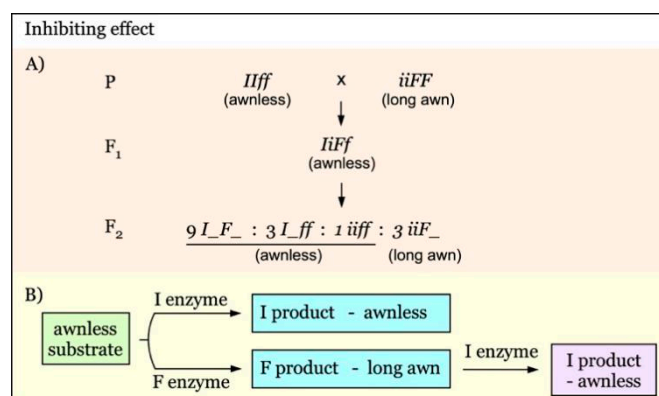 Inhibiting effect
A)
P IIff x iiFF
(awnless) (long awn)
F₁ IiFf
(awnless)
F₂ 9 I_F_ : 3 I_ff : 1 iiff : 3 iiF_
(awnless) (long awn)
B)
awnless
substrate
I enzyme
I product - awnless
F enzyme
F product - long awn
I enzyme
I product
- awnless